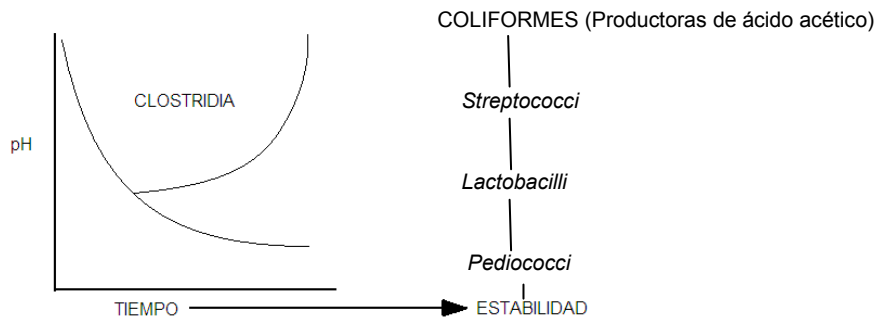 COLIFORMES (Productoras de ácido acético)
CLOSTRIDIA
Streptococci
pH
Lactobacilli
Pediococci
TIEMPO
ESTABILIDAD